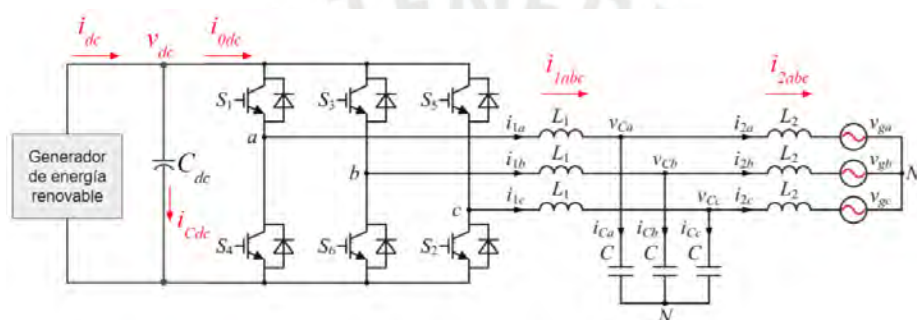 i_dc
v_dc
i_0dc
i_1abc
i_2abc
S_1
S_3
S_5
i_1a
L_1
v_Ca
i_2a
L_2
v_ga
a
Generador
de energía
renovable
C_dc
i_1b
L_1
v_Cb
i_2b
L_2
v_gb
N
b
i_1c
L_1
v_Cc
i_2c
L_2
v_gc
c
i_Cdc
S_4
S_6
S_2
i_Ca
i_Cb
i_Cc
C
C
C
N